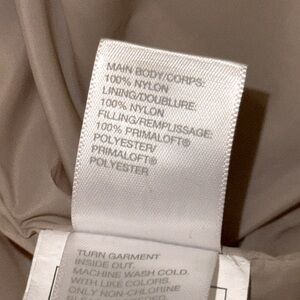 MAIN BODY/CORPS:
100% NYLON
LINING/DOUBLURE:
100% NYLON
FILLING/REMPLISSAGE:
100% PRIMALOFT®
POLYESTER/
PRIMALOFT®
POLYESTER
TURN GARMENT
INSIDE OUT.
MACHINE WASH COLD.
WITH LIKE COLORS.
ONLY NON-CHLORINE